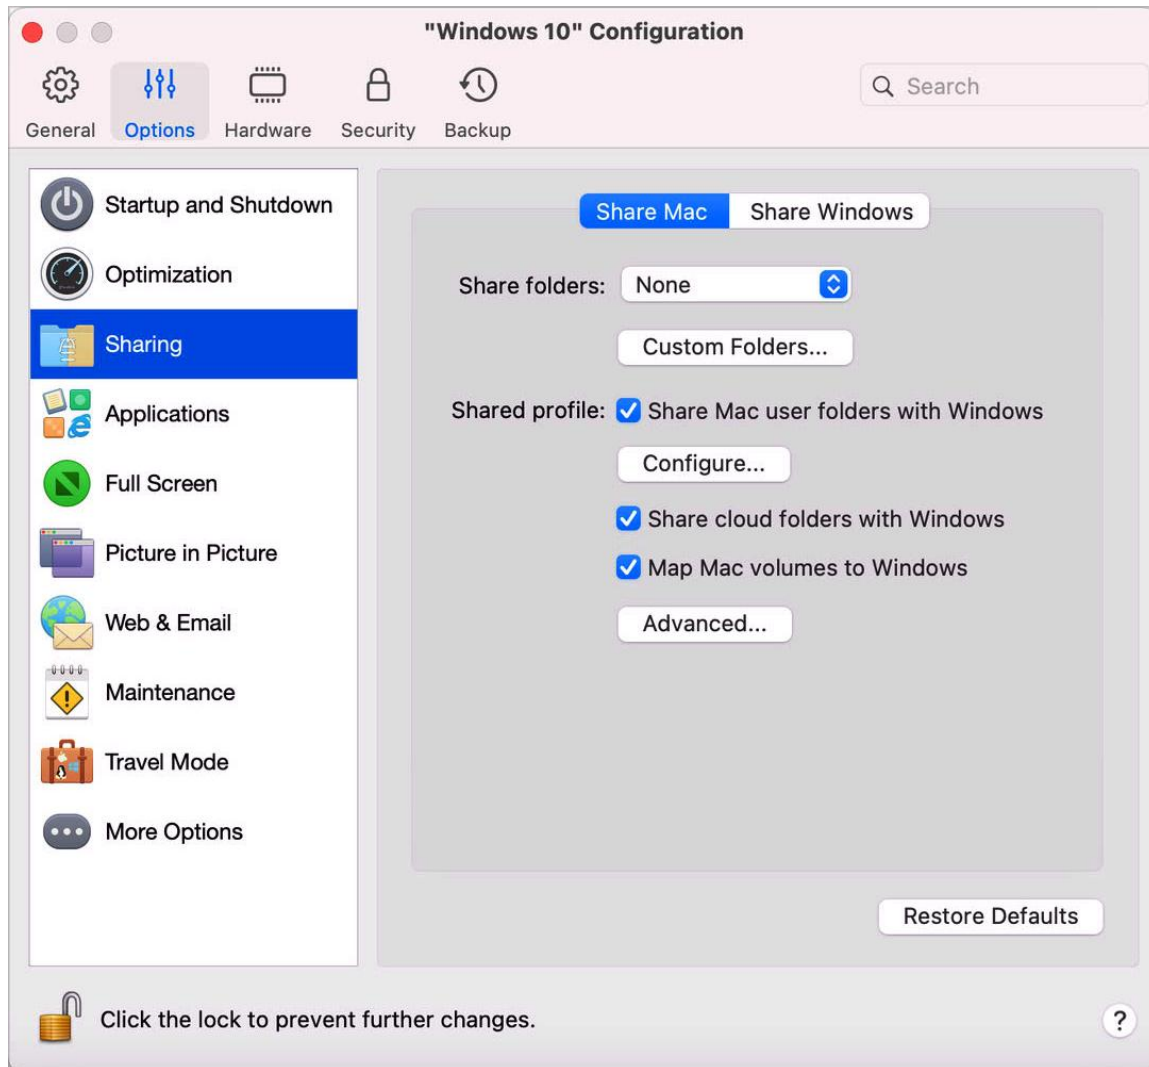 "Windows 10" Configuration
General
Options
Hardware
Security
Backup
Search
Startup and Shutdown
Optimization
Sharing
Applications
Full Screen
Picture in Picture
Web & Email
Maintenance
Travel Mode
More Options
Share Mac
Share Windows
Share folders: None
Custom Folders...
Shared profile: Share Mac user folders with Windows
Configure...
Share cloud folders with Windows
Map Mac volumes to Windows
Advanced...
Restore Defaults
Click the lock to prevent further changes.
?